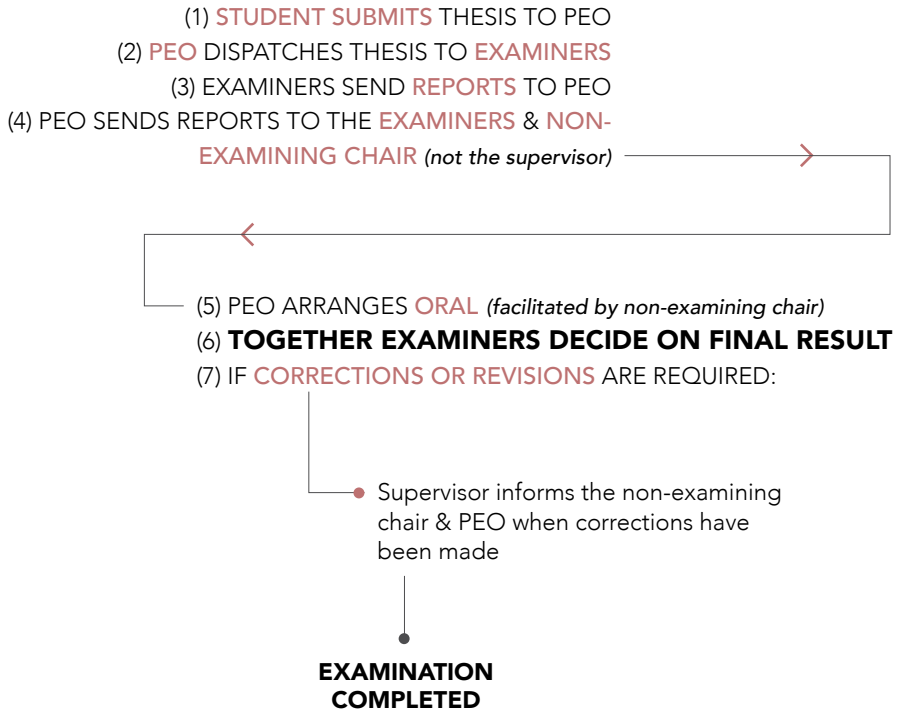 (1) STUDENT SUBMITS THESIS TO PEO
(2) PEO DISPATCHES THESIS TO EXAMINERS
(3) EXAMINERS SEND REPORTS TO PEO
(4) PEO SENDS REPORTS TO THE EXAMINERS & NON-
EXAMINING CHAIR (not the supervisor)
(5) PEO ARRANGES ORAL (facilitated by non-examining chair)
(6) TOGETHER EXAMINERS DECIDE ON FINAL RESULT
(7) IF CORRECTIONS OR REVISIONS ARE REQUIRED:
Supervisor informs the non-examining
chair & PEO when corrections have
been made
EXAMINATION
COMPLETED